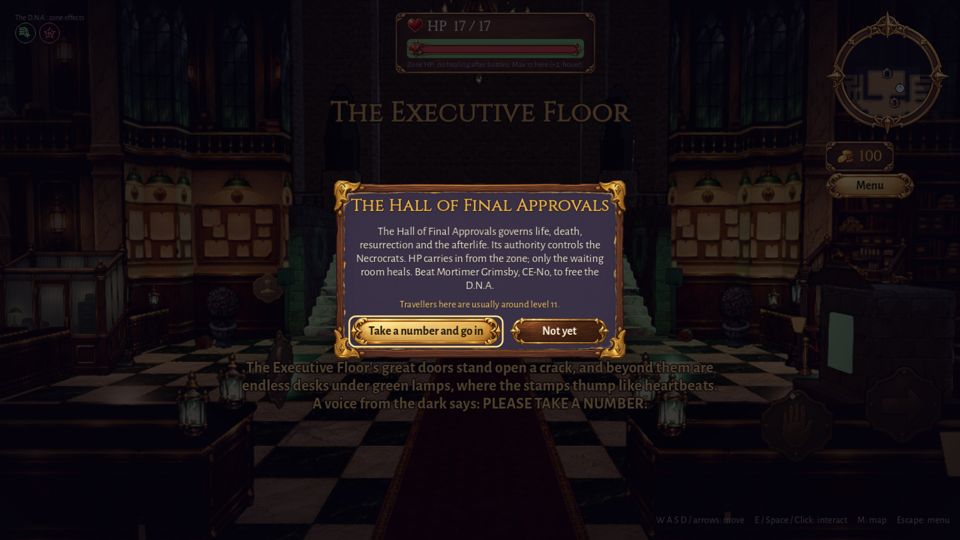 The D.N.A. zone effects
HP 17 / 17
Zone HP: no healing after battles. Max 17 here
THE EXECUTIVE FLOOR
100
Menu
THE HALL OF FINAL APPROVALS
The Hall of Final Approvals governs life, death,
resurrection and the afterlife. Its authority controls the
Necrocrats. HP carries in from the zone; only the waiting
room heals. Beat Mortimer Grimsby, CE-No, to free the
D.N.A.
Travellers here are usually around level 11.
Take a number and go in
Not yet
The Executive Floor's great doors stand open a crack, and beyond them are
endless desks under green lamps, where the stamps thump like heartbeats.
A voice from the dark says: PLEASE TAKE A NUMBER.
W A S D / arrows: move E / Space / Click: interact M: map Escape: menu